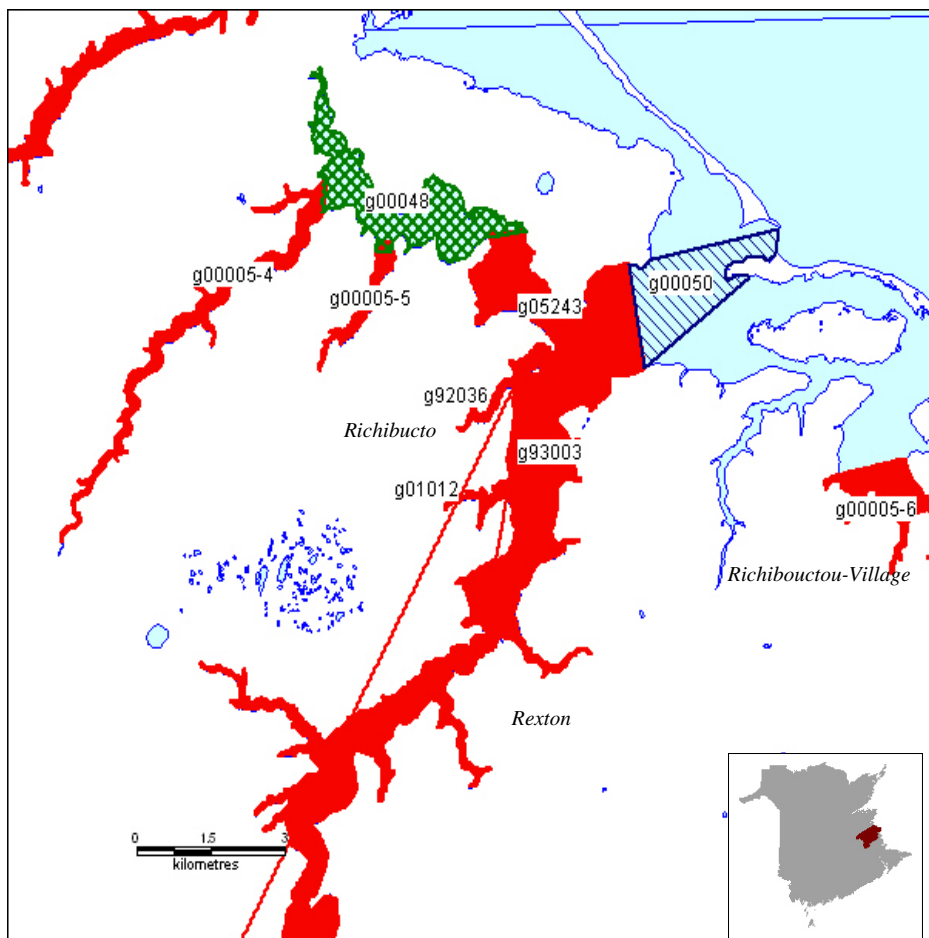 g00048
g00005-4
g00050
g00005-5
g05243
g92036
Richibucto
g93003
g01012
g00005-6
Richibouctou-Village
Rexton
0 1.5 3
kilometres